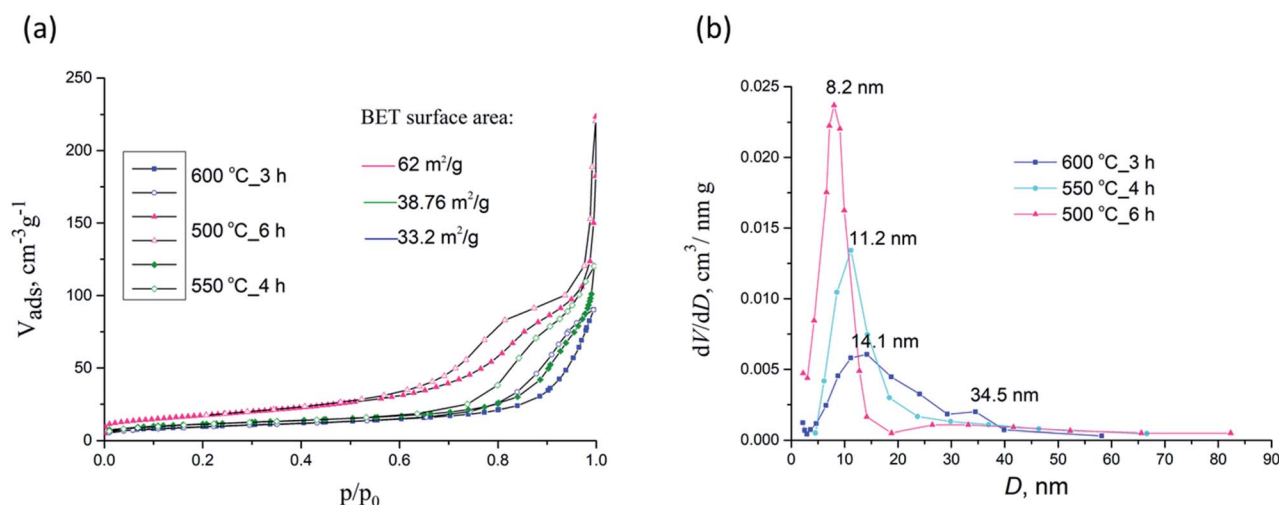 (a)
250
200
150
100
50
0
V_ads, cm⁻³g⁻¹
0.0 0.2 0.4 0.6 0.8 1.0
p/p₀
600 °C_3 h
500 °C_6 h
550 °C_4 h
BET surface area:
62 m²/g
38.76 m²/g
33.2 m²/g
(b)
0.025
0.020
0.015
0.010
0.005
0.000
dV/dD, cm³/ nm g
0 10 20 30 40 50 60 70 80 90
D, nm
8.2 nm
11.2 nm
14.1 nm
34.5 nm
600 °C_3 h
550 °C_4 h
500 °C_6 h